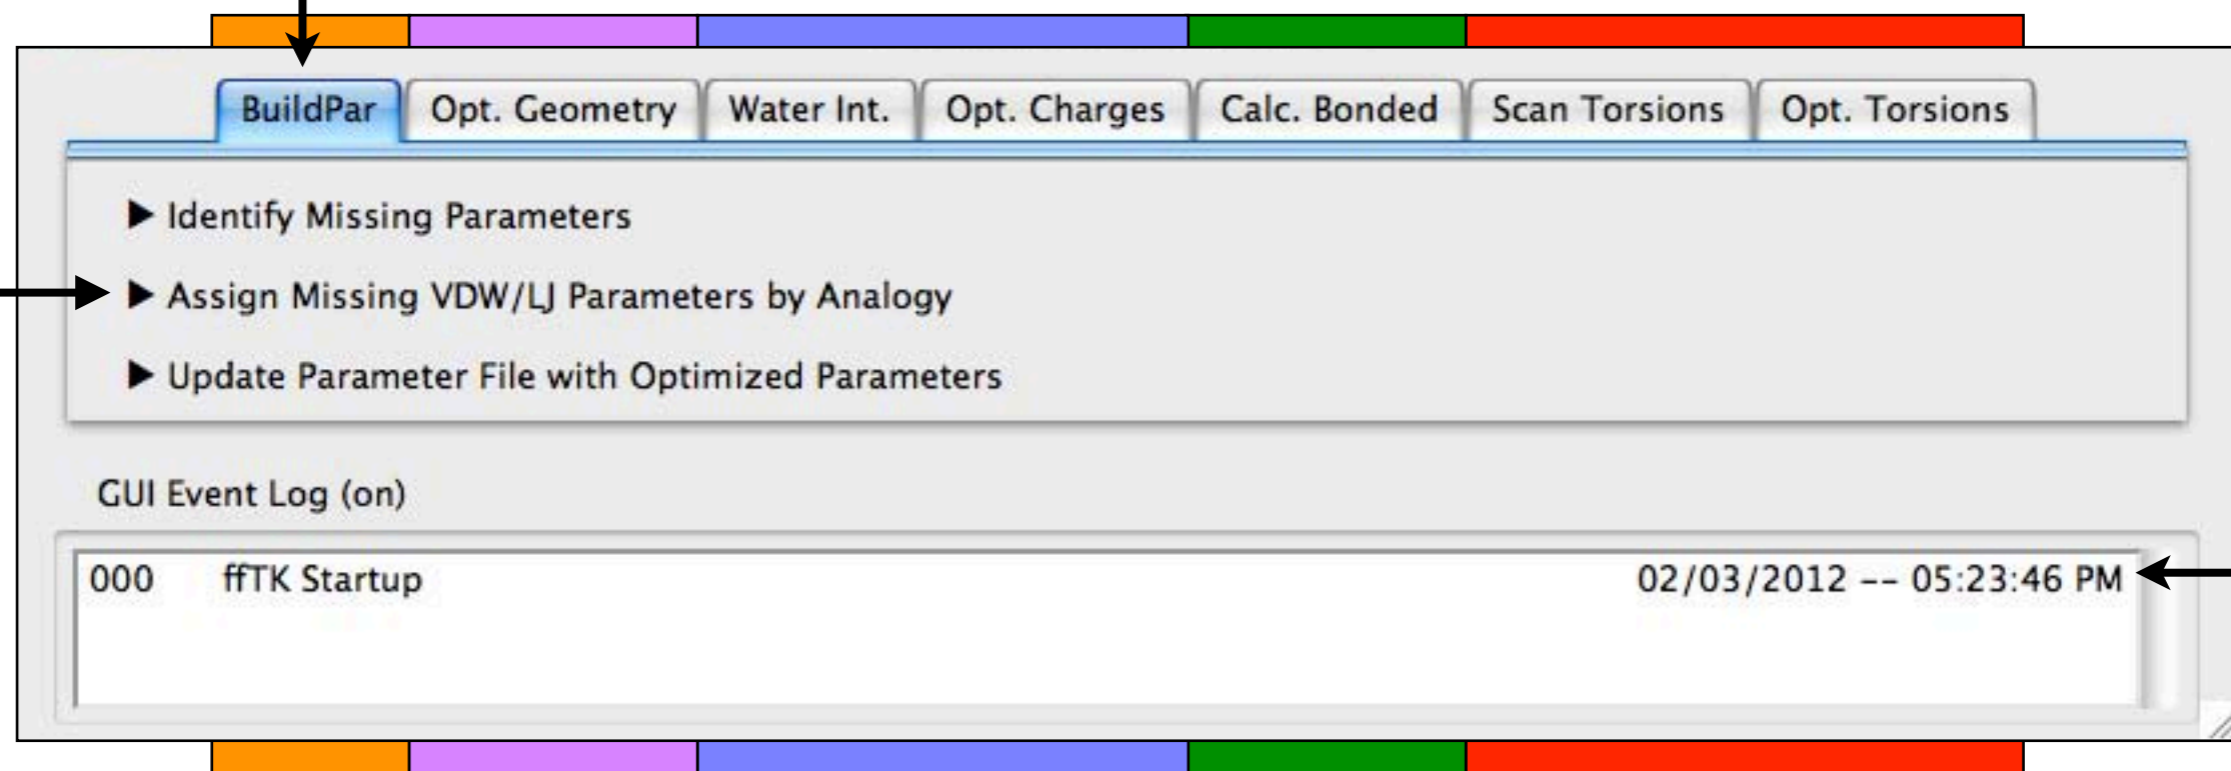 BuildPar Opt. Geometry Water Int. Opt. Charges Calc. Bonded Scan Torsions Opt. Torsions
Identify Missing Parameters
Assign Missing VDW/LJ Parameters by Analogy
Update Parameter File with Optimized Parameters
GUI Event Log (on)
000 ffTK Startup 02/03/2012 -- 05:23:46 PM